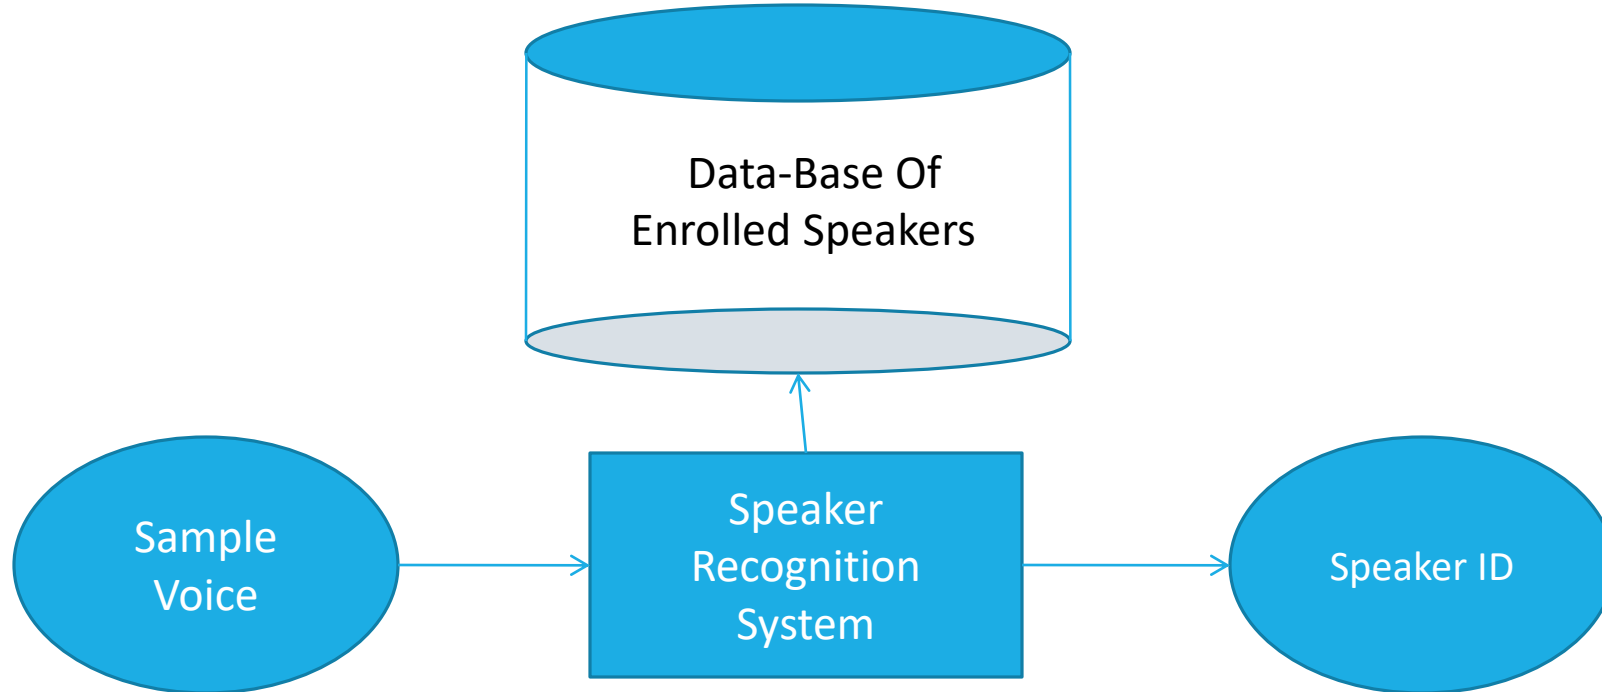 Data-Base Of
Enrolled Speakers
Sample
Voice
Speaker
Recognition
System
Speaker ID